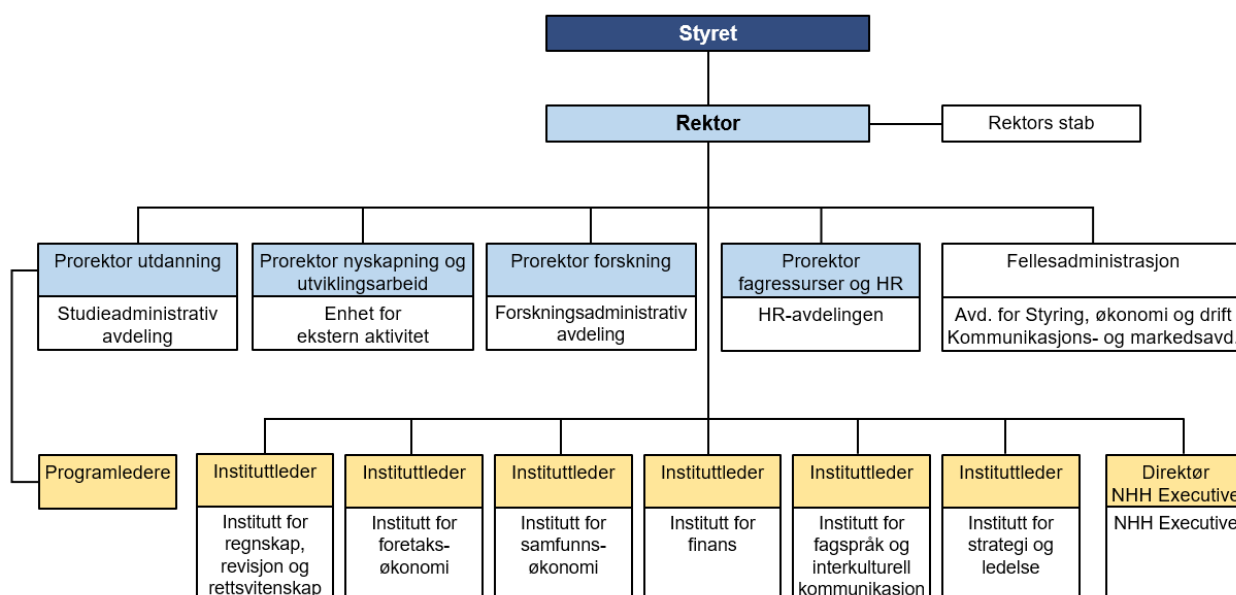 Styret
Rektor
Rektors stab
Prorektor utdanning
Studieadministrativ
avdeling
Prorektor nyskapning og
utviklingsarbeid
Enhet for
ekstern aktivitet
Prorektor forskning
Forskningsadministrativ
avdeling
Prorektor
fagressurser og HR
HR-avdelingen
Fellesadministrasjon
Avd. for Styring, økonomi og drift
Kommunikasjons- og markedsavd.
Programledere
Instituttleder
Institutt for
regnskap,
revisjon og
rettsvitenskap
Instituttleder
Institutt for
foretaks-
økonomi
Instituttleder
Institutt for
samfunns-
økonomi
Instituttleder
Institutt for
finans
Instituttleder
Institutt for
fagspråk og
interkulturell
kommunikasjon
Instituttleder
Institutt for
strategi og
ledelse
Direktør
NHH Executive
NHH Executive